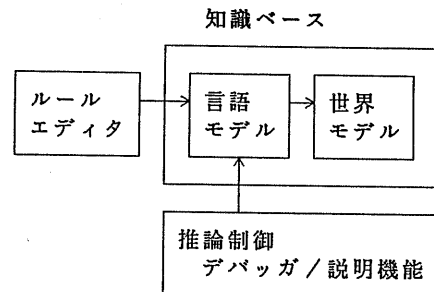 知識ベース
ルール
エディタ
言語
モデル
世界
モデル
推論制御
デバッガ／説明機能